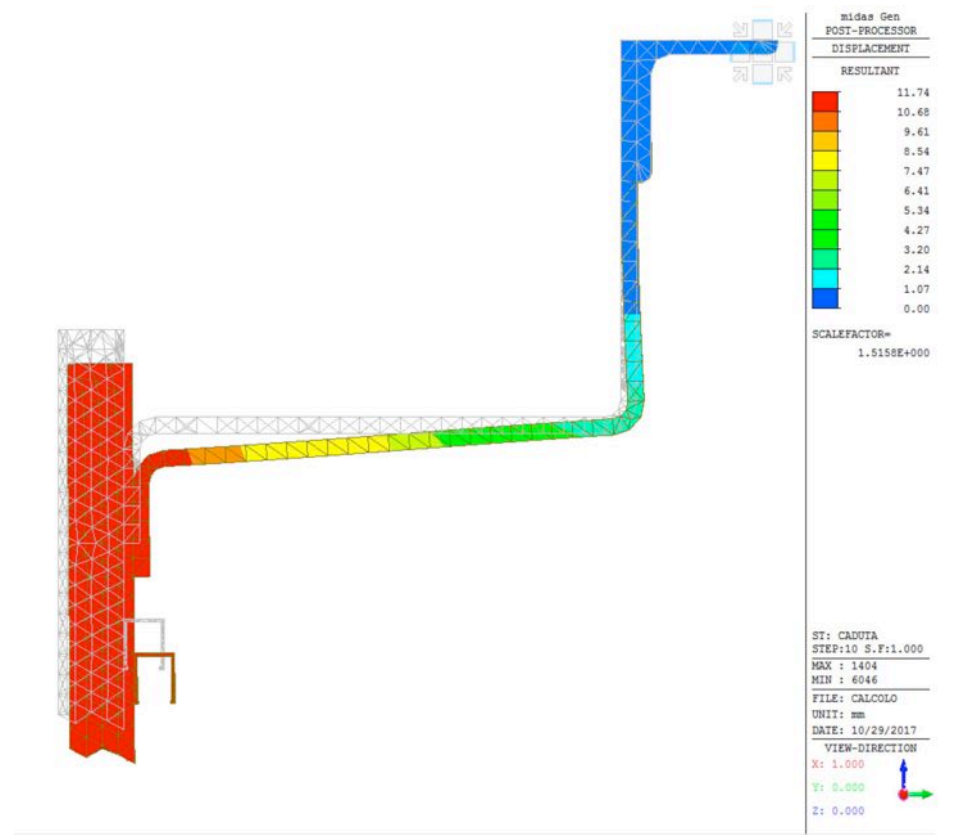 midas Gen
POST-PROCESSOR
DISPLACEMENT
RESULTANT
11.74
10.68
9.61
8.54
7.47
6.41
5.34
4.27
3.20
2.14
1.07
0.00
SCALEFACTOR=
1.5158E+000
ST: CADUTA
STEP:10 S.F:1.000
MAX : 1404
MIN : 6046
FILE: CALCOLO
UNIT: mm
DATE: 10/29/2017
VIEW-DIRECTION
X: 1.000
Y: 0.000
Z: 0.000